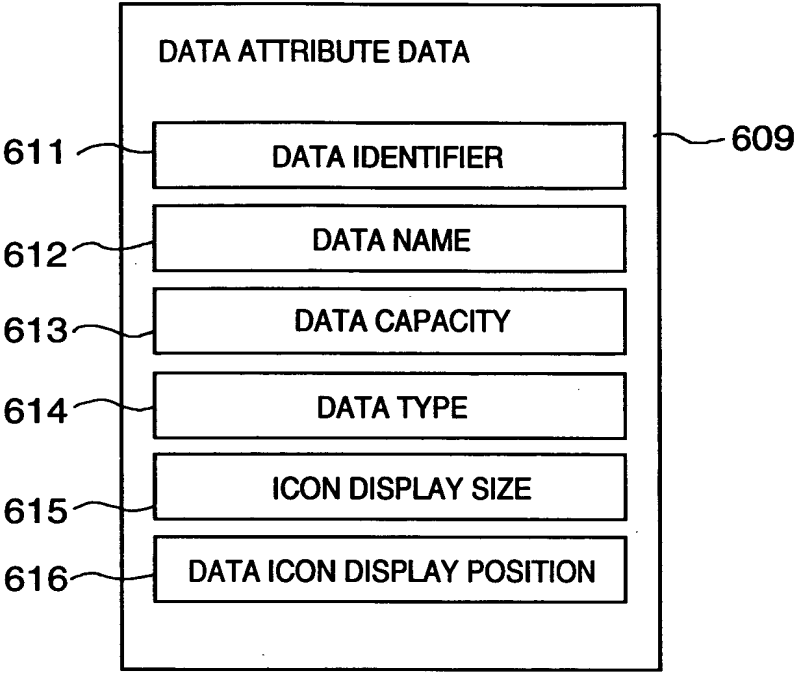 DATA ATTRIBUTE DATA
609
611
DATA IDENTIFIER
612
DATA NAME
613
DATA CAPACITY
614
DATA TYPE
615
ICON DISPLAY SIZE
616
DATA ICON DISPLAY POSITION